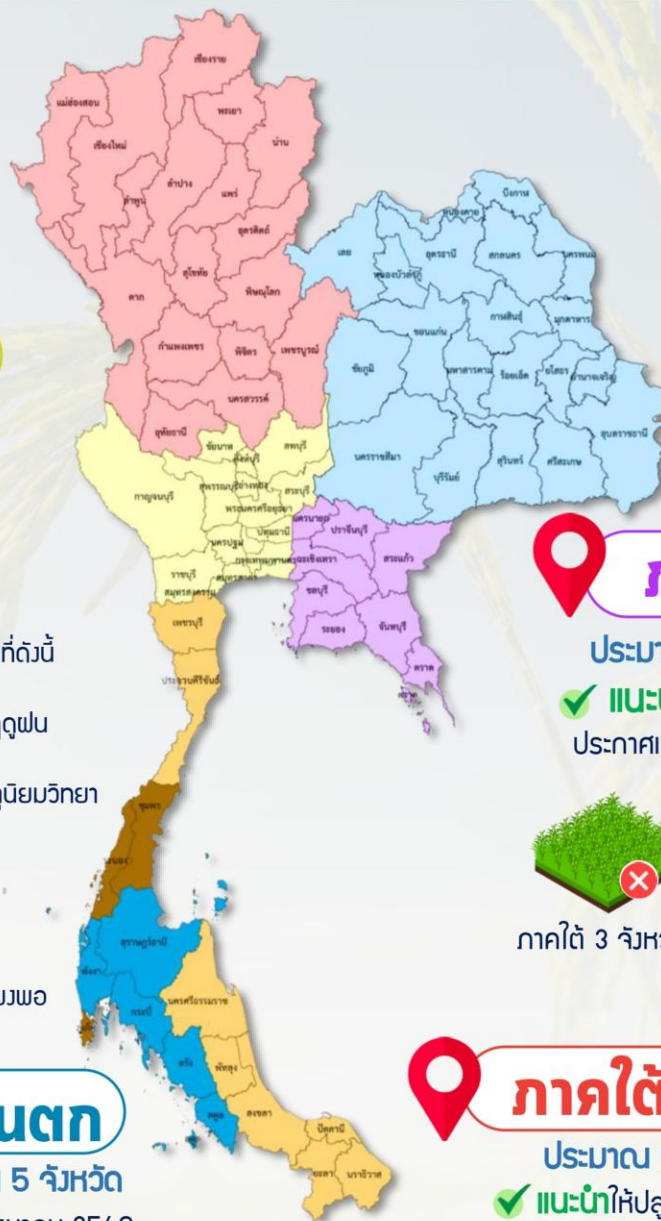 เชียงราย
แม่ฮ่องสอน
พะเยา
เชียงใหม่
น่าน
ลำปาง
ลำพูน
แพร่
อุตรดิตถ์
สุโขทัย
ตาก
พิษณุโลก
กำแพงเพชร
พิจิตร
เพชรบูรณ์
นครสวรรค์
อุทัยธานี
บึงกาฬ
หนองคาย
เลย
อุดรธานี
สกลนคร
นครพนม
หนองบัวลำภู
ขอนแก่น
กาฬสินธุ์
มุกดาหาร
ชัยภูมิ
มหาสารคาม
ร้อยเอ็ด
ยโสธร
อำนาจเจริญ
อุบลราชธานี
นครราชสีมา
บุรีรัมย์
สุรินทร์
ศรีสะเกษ
ชัยนาท
ลพบุรี
สิงห์บุรี
กาญจนบุรี
สุพรรณบุรี
อ่างทอง
สระบุรี
พระนครศรีอยุธยา
ปทุมธานี
นครปฐม
กรุงเทพมหานคร
ราชบุรี
สมุทรสาคร
สมุทรสงคราม
นครนายก
ปราจีนบุรี
ฉะเชิงเทรา
สระแก้ว
ชลบุรี
ระยอง
จันทบุรี
ตราด
ตราด
เพชรบุรี
ประจวบคีรีขันธ์
ชุมพร
ระนอง
สุราษฎร์ธานี
พังงา
กระบี่
นครศรีธรรมราช
ตรัง
พัทลุง
สตูล
สงขลา
ปัตตานี
ยะลา
นราธิวาส
ที่ดังนี้
ดูฝน
นิยมวิทยา
ยงพอ
นตก
5 จังหวัด
ภ
ประมา
แนะน
ประกาศ
ภาคใต้ 3 จังห
ภาคใต้
ประมาณ
แนะนำให้ปลู